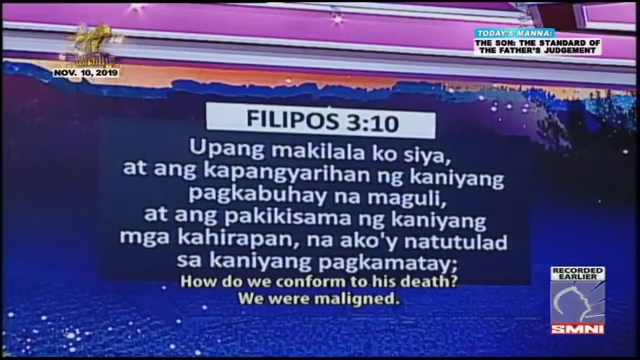 TODAY'S MANNA:
THE SON: THE STANDARD OF
THE FATHER'S JUDGEMENT
NOV. 10, 2019
FILIPOS 3:10
Upang makilala ko siya,
at ang kapangyarihan ng kaniyang
pagkabuhay na maguli,
at ang pakikisama ng kaniyang
mga kahirapan, na ako'y natutulad
sa kaniyang pagkamatay;
How do we conform to his death?
We were maligned.
RECORDED
EARLIER
SMNI